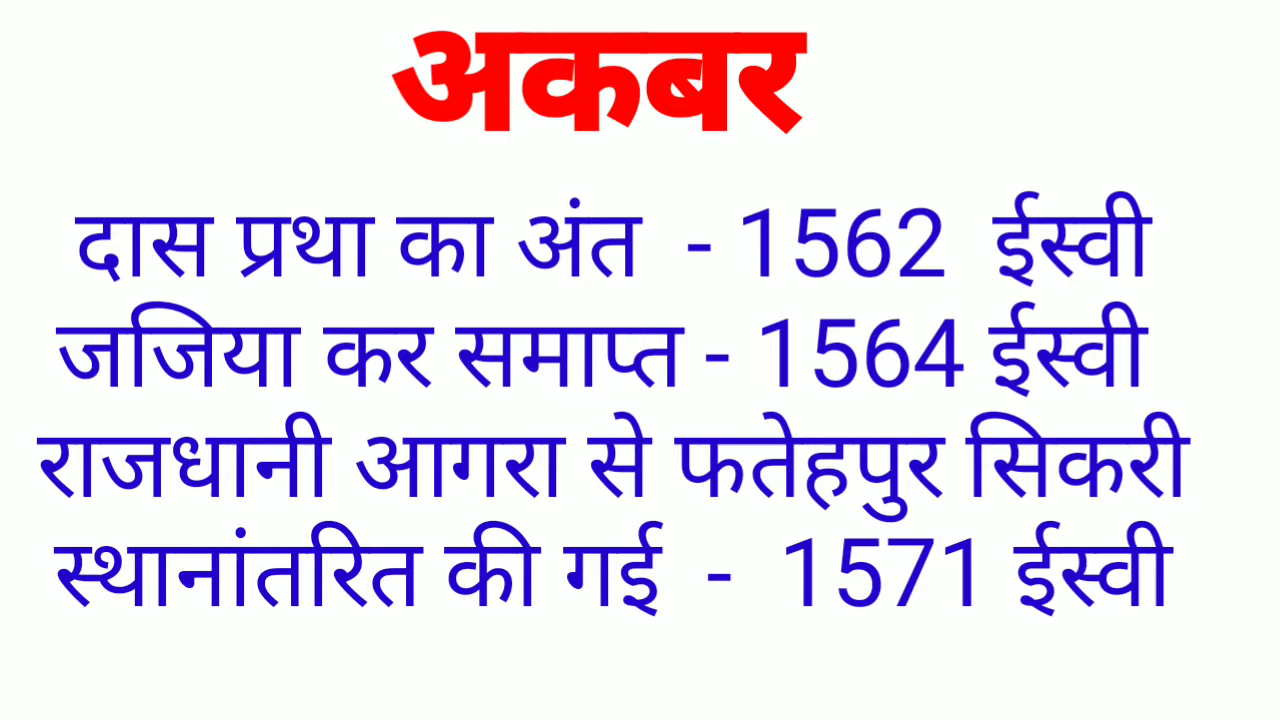 अकबर
दास प्रथा का अंत - 1562 ईस्वी
जजिया कर समाप्त - 1564 ईस्वी
राजधानी आगरा से फतेहपुर सिकरी
स्थानांतरित की गई - 1571 ईस्वी